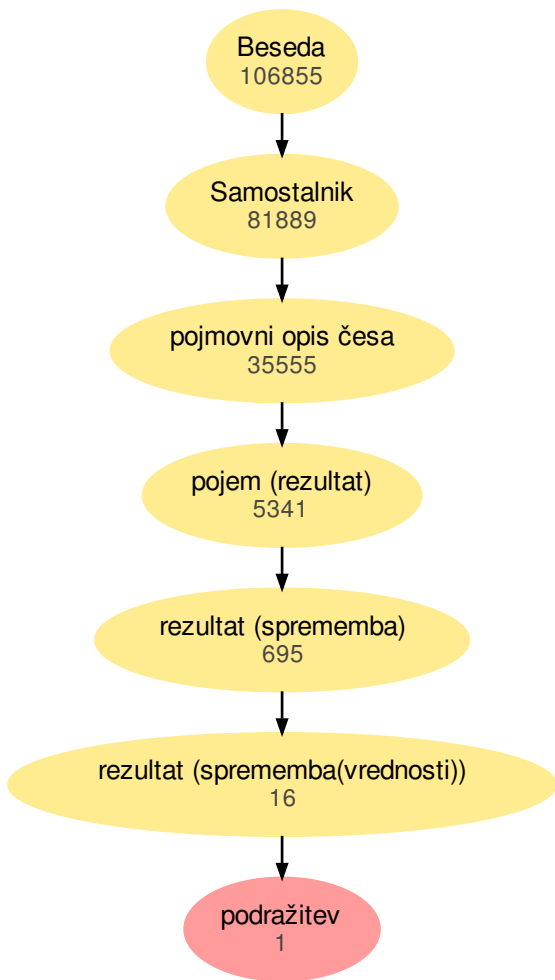 Beseda
106855
Samostalnik
81889
pojmovni opis česa
35555
pojem (rezultat)
5341
rezultat (sprememba)
695
rezultat (sprememba(vrednosti))
16
podražitev
1